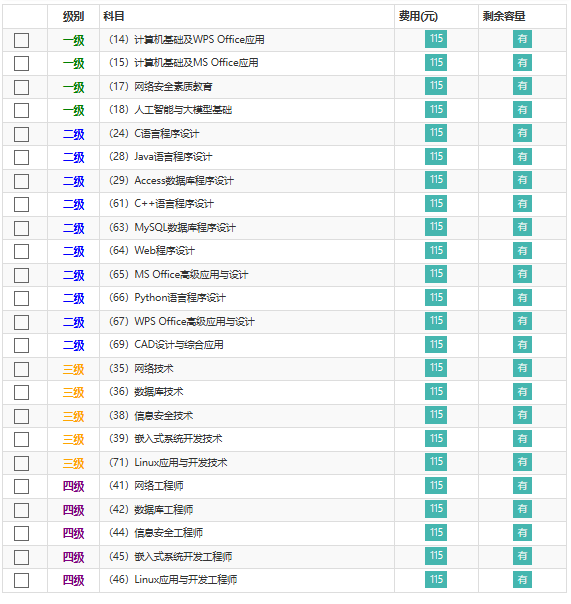 级别 科目 费用(元) 剩余容量
一级 （14）计算机基础及WPS Office应用 115 有
一级 （15）计算机基础及MS Office应用 115 有
一级 （17）网络安全素质教育 115 有
一级 （18）人工智能与大模型基础 115 有
二级 （24）C语言程序设计 115 有
二级 （28）Java语言程序设计 115 有
二级 （29）Access数据库程序设计 115 有
二级 （61）C++语言程序设计 115 有
二级 （63）MySQL数据库程序设计 115 有
二级 （64）Web程序设计 115 有
二级 （65）MS Office高级应用与设计 115 有
二级 （66）Python语言程序设计 115 有
二级 （67）WPS Office高级应用与设计 115 有
二级 （69）CAD设计与综合应用 115 有
三级 （35）网络技术 115 有
三级 （36）数据库技术 115 有
三级 （38）信息安全技术 115 有
三级 （39）嵌入式系统开发技术 115 有
三级 （71）Linux应用与开发技术 115 有
四级 （41）网络工程师 115 有
四级 （42）数据库工程师 115 有
四级 （44）信息安全工程师 115 有
四级 （45）嵌入式系统开发工程师 115 有
四级 （46）Linux应用与开发工程师 115 有